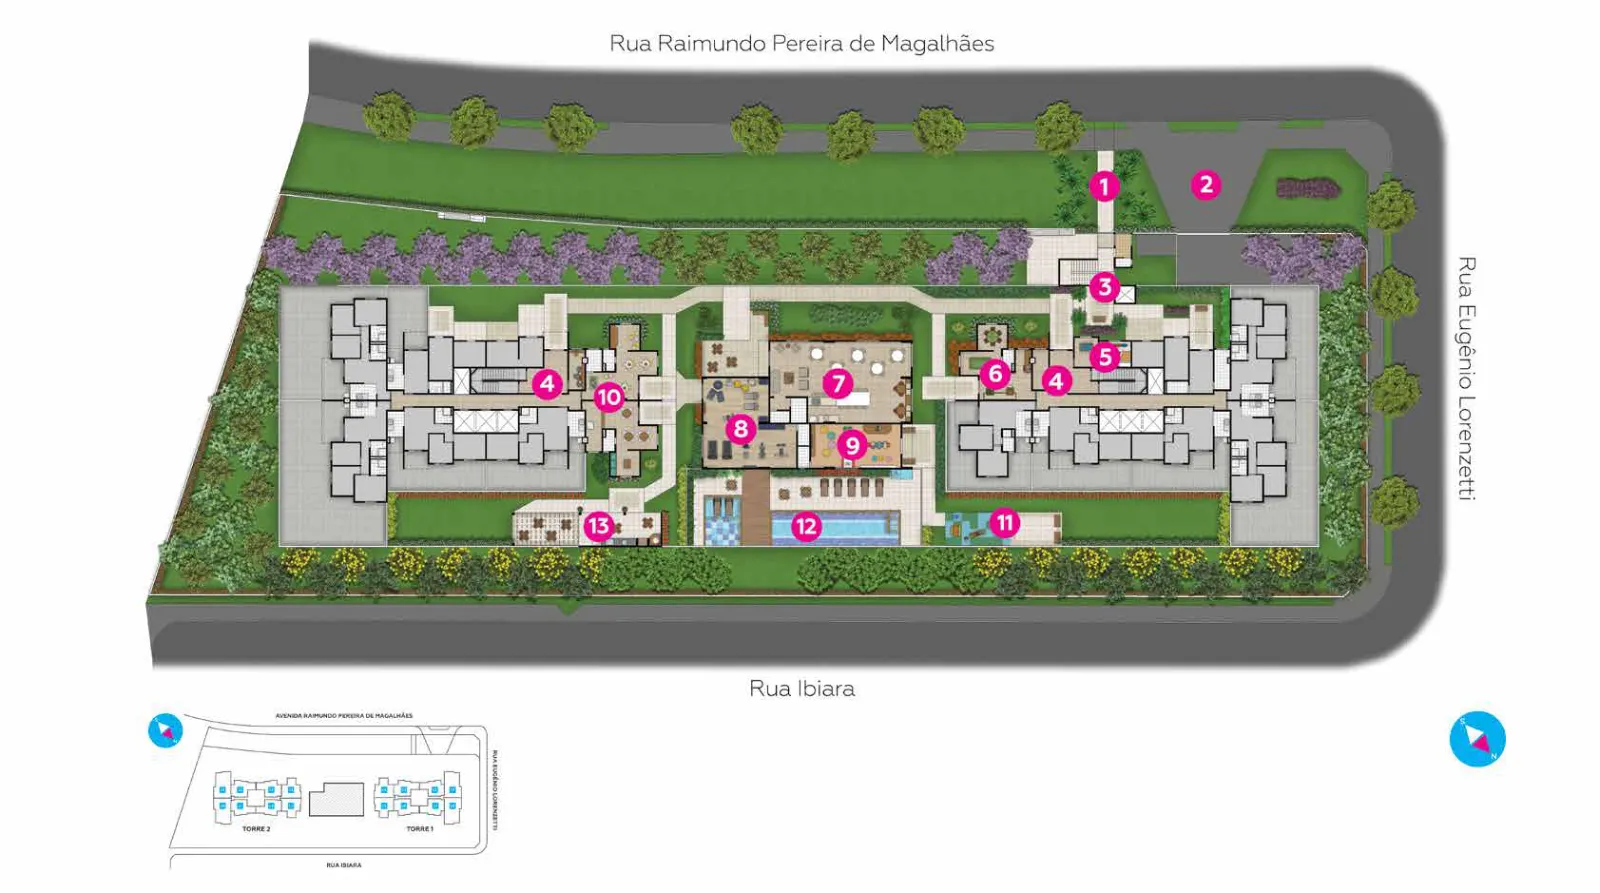 Rua Raimundo Pereira de Magalhães
1
2
3
4
5
6
4
7
8
9
10
11
12
13
Rua Eugênio Lorenzetti
Rua Ibiara
AVENIDA RAIMUNDO PEREIRA DE MAGALHÃES
RUA EUGÊNIO LORENZETTI
TORRE 2
TORRE 1
RUA IBIARA
N